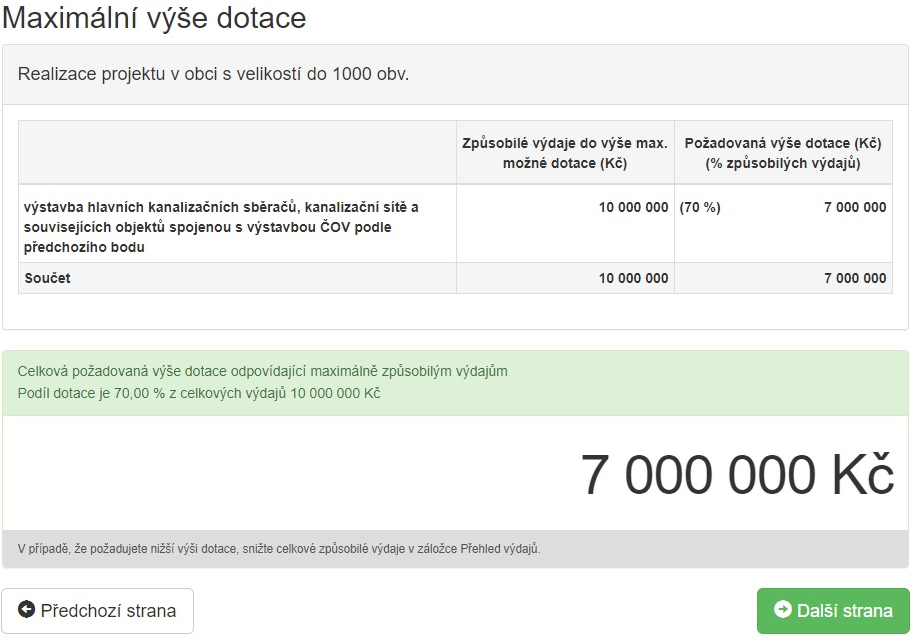 Maximální výše dotace
Realizace projektu v obci s velikostí do 1000 obv.
Způsobilé výdaje do výše max.
možné dotace (Kč)
Požadovaná výše dotace (Kč)
(% způsobilých výdajů)
výstavba hlavních kanalizačních sběračů, kanalizační sítě a
souvisejících objektů spojenou s výstavbou ČOV podle
předchozího bodu
10 000 000
(70 %) 7 000 000
Součet 10 000 000 7 000 000
Celková požadovaná výše dotace odpovídající maximálně způsobilým výdajům
Podíl dotace je 70,00 % z celkových výdajů 10 000 000 Kč
7 000 000 Kč
V případě, že požadujete nižší výši dotace, snižte celkové způsobilé výdaje v záložce Přehled výdajů.
Předchozí strana
Další strana